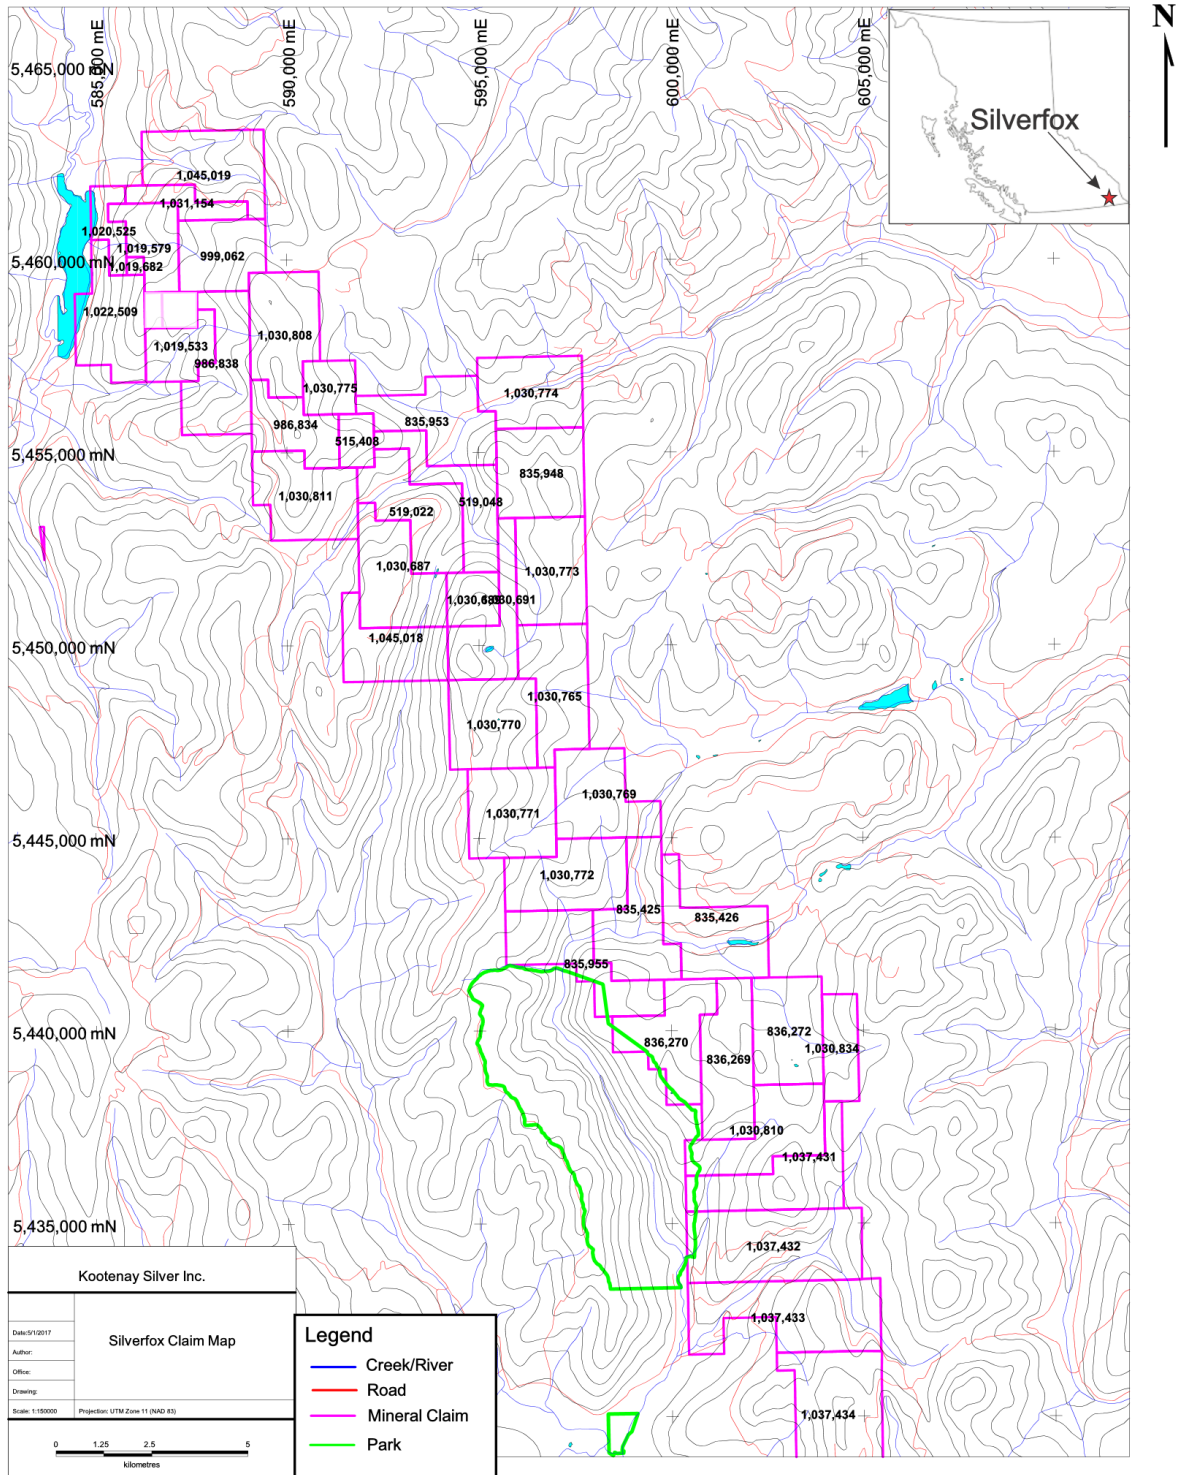 N
585,000 mE
590,000 mE
595,000 mE
600,000 mE
605,000 mE
5,465,000 mN
Silverfox
1,045,019
1,031,154
1,020,525
1,019,579
999,062
5,460,000 mN
1,019,682
1,022,509
1,030,808
1,019,533
986,838
1,030,775
1,030,774
986,834
835,953
515,408
5,455,000 mN
835,948
1,030,811
519,048
519,022
1,030,687
1,030,773
1,030,691
1,045,018
5,450,000 mN
1,030,765
1,030,770
1,030,769
1,030,771
5,445,000 mN
1,030,772
835,425
835,426
835,955
5,440,000 mN
836,272
836,270
1,030,834
836,269
1,030,810
1,037,431
5,435,000 mN
1,037,432
1,037,433
1,037,434
Kootenay Silver Inc.
Date:5/1/2017
Silverfox Claim Map
Author:
Office:
Drawing:
Scale: 1:150000
Projection: UTM Zone 11 (NAD 83)
0 1.25 2.5 5
kilometres
Legend
Creek/River
Road
Mineral Claim
Park